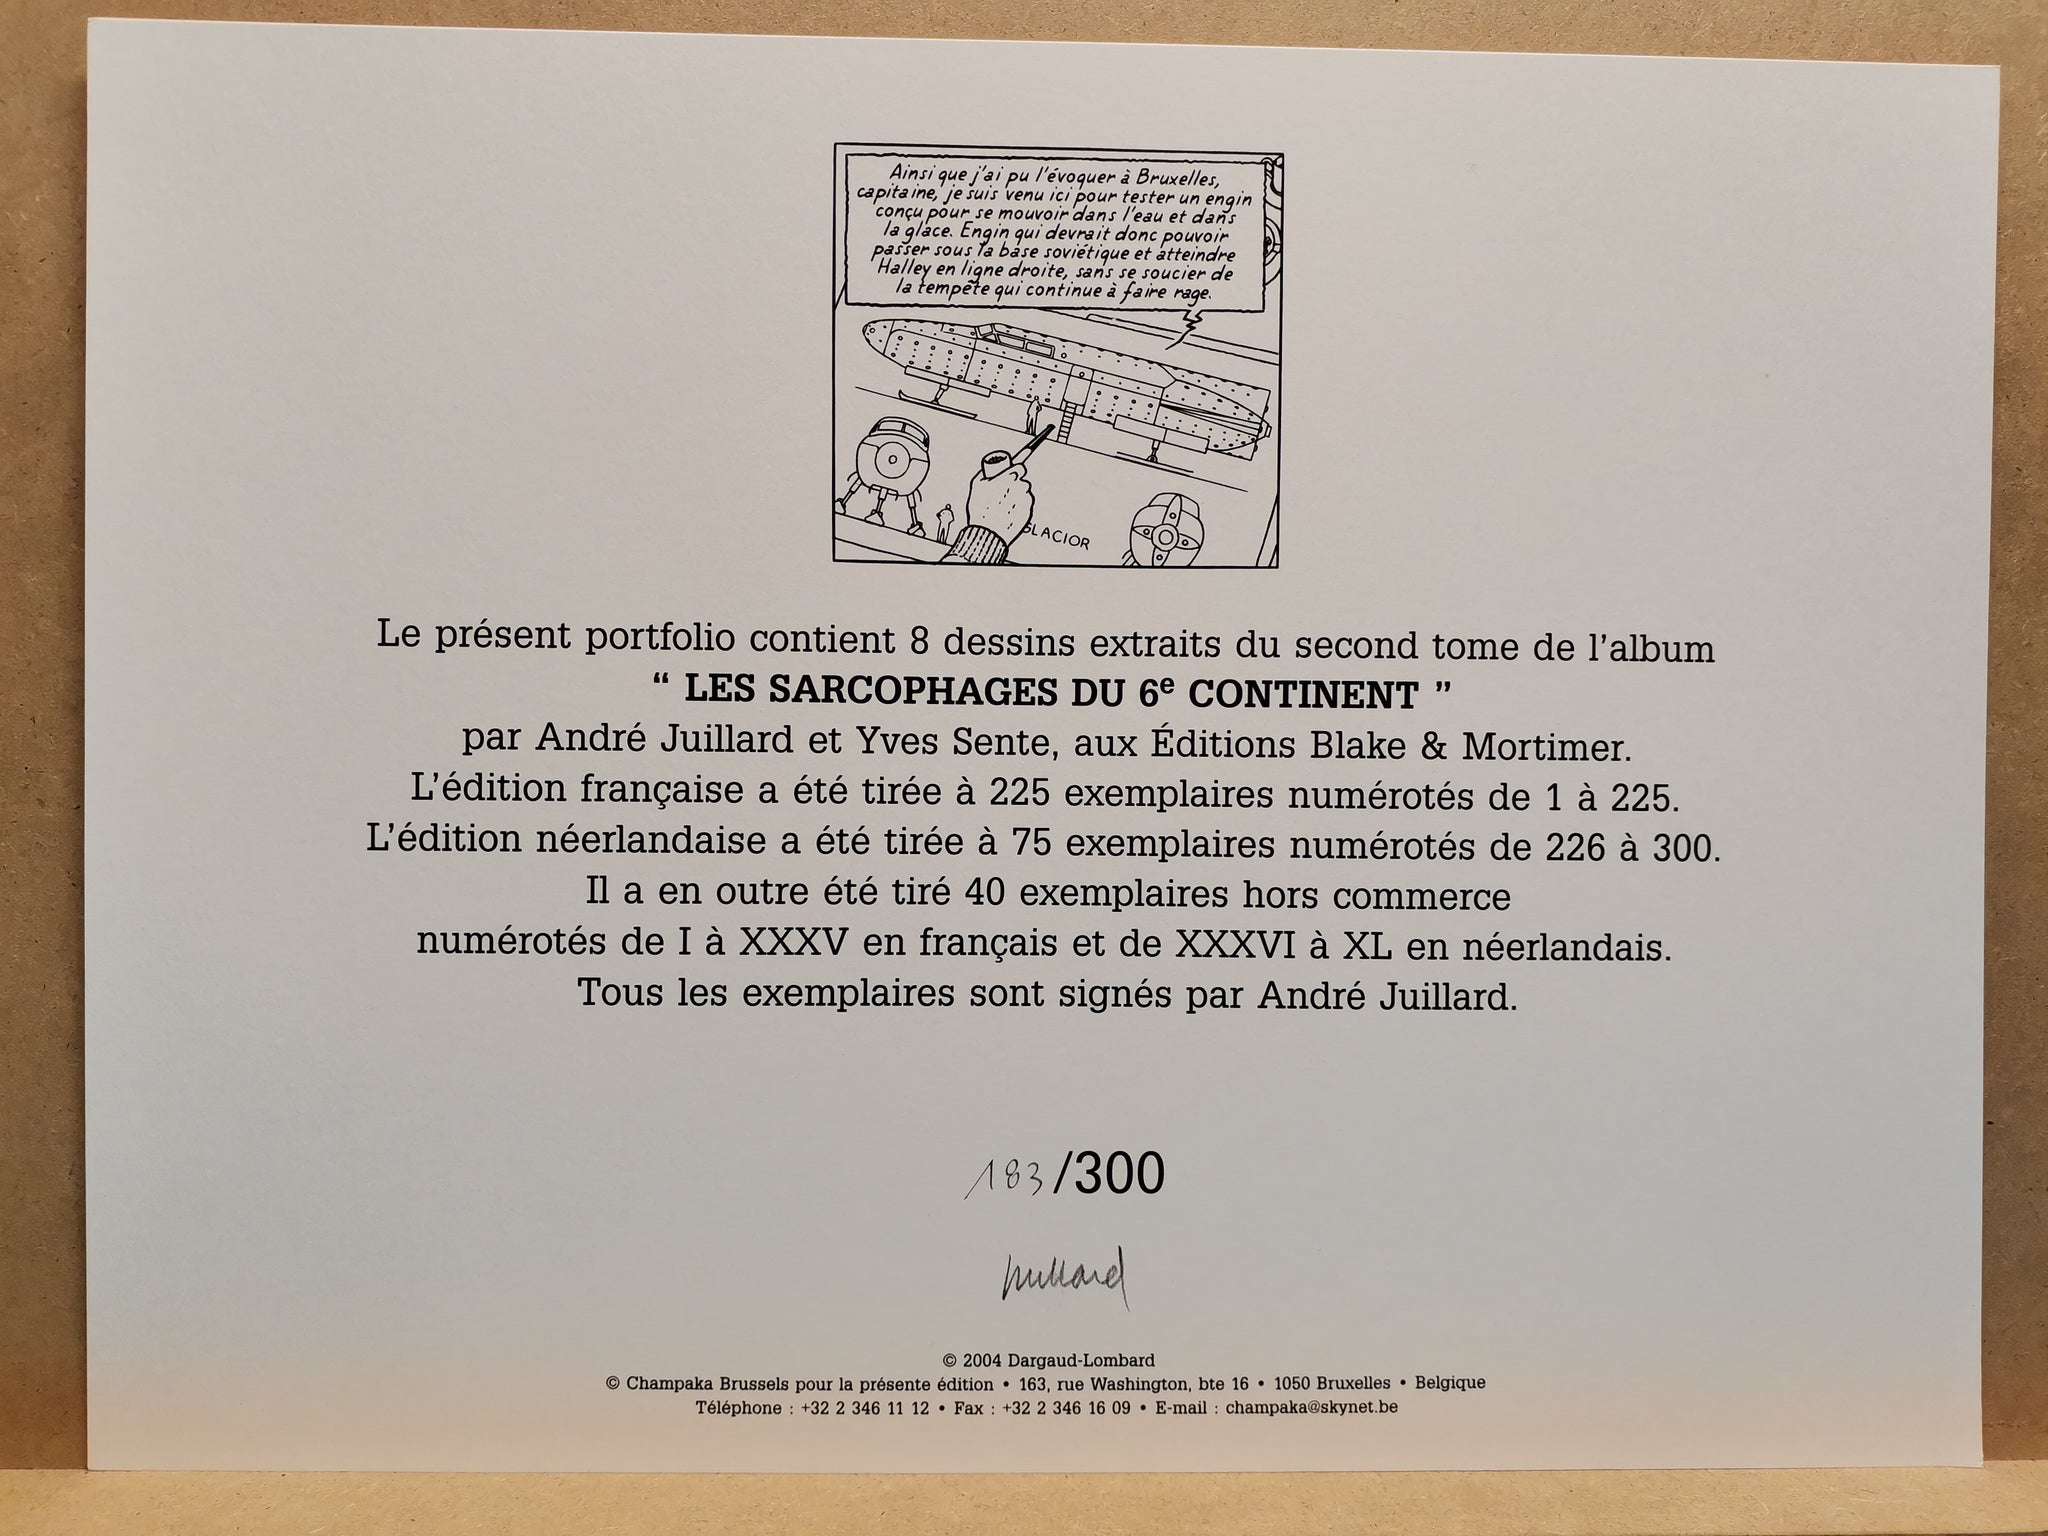 Ainsi que j'ai pu l'évoquer à Bruxelles,
capitaine, je suis venu ici pour tester un engin
conçu pour se mouvoir dans l'eau et dans
la glace. Engin qui devrait donc pouvoir
passer sous la base soviétique et atteindre
Halley en ligne droite, sans se soucier de
la tempête qui continue à faire rage.
GLACIOR
Le présent portfolio contient 8 dessins extraits du second tome de l'album
“ LES SARCOPHAGES DU 6e CONTINENT ”
par André Juillard et Yves Sente, aux Éditions Blake & Mortimer.
L'édition française a été tirée à 225 exemplaires numérotés de 1 à 225.
L'édition néerlandaise a été tirée à 75 exemplaires numérotés de 226 à 300.
Il a en outre été tiré 40 exemplaires hors commerce
numérotés de I à XXXV en français et de XXXVI à XL en néerlandais.
Tous les exemplaires sont signés par André Juillard.
183/300
Juillard
© 2004 Dargaud-Lombard
© Champaka Brussels pour la présente édition • 163, rue Washington, bte 16 • 1050 Bruxelles • Belgique
Téléphone : +32 2 346 11 12 • Fax : +32 2 346 16 09 • E-mail : champaka@skynet.be